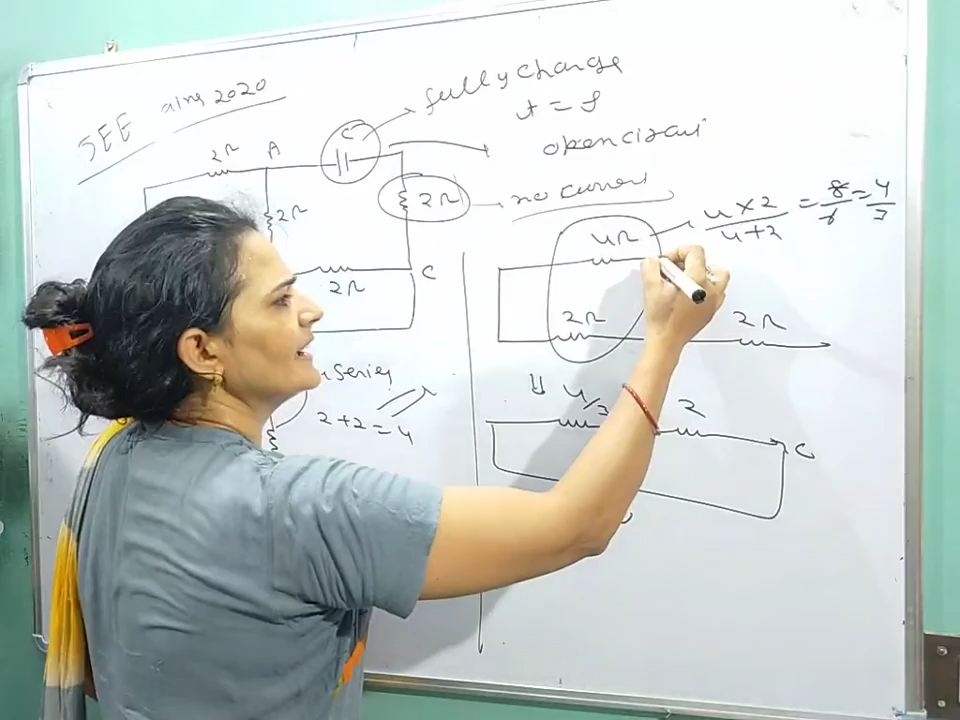 SEE
aims 2020
fully charge
C
2Ω
A
open circuit
2Ω
2Ω
no current
4Ω
4×2
4+2
= 8 = 4
6 3
2Ω
C
2Ω
2Ω
series
2+2 = 4
4/3
2
C